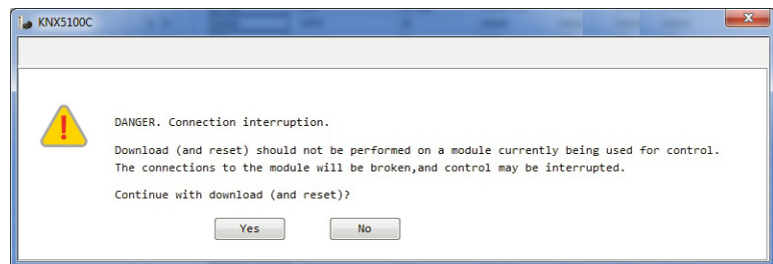 KNX5100C
DANGER. Connection interruption.
Download (and reset) should not be performed on a module currently being used for control.
The connections to the module will be broken,and control may be interrupted.
Continue with download (and reset)?
Yes
No